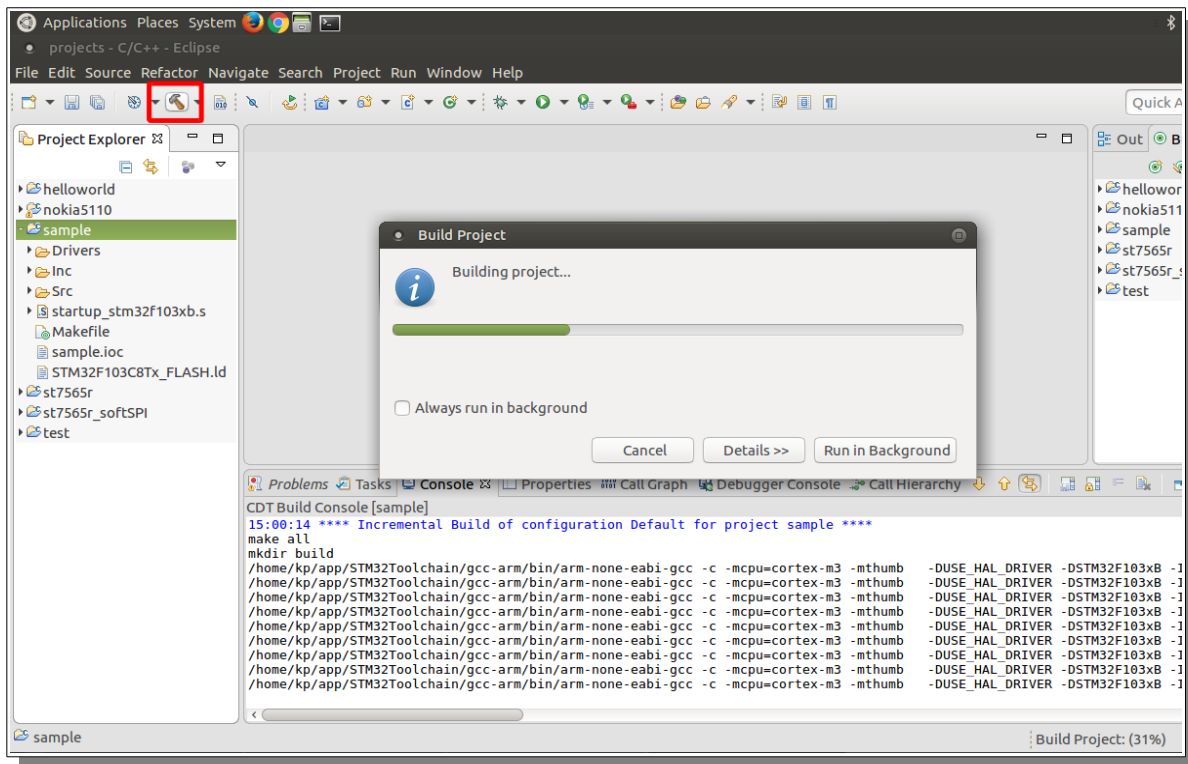 Applications Places System
projects - C/C++ - Eclipse
File Edit Source Refactor Navigate Search Project Run Window Help
Quick A
Project Explorer
Out B
helloworld
nokia5110
sample
Drivers
Inc
Src
startup_stm32f103xb.s
Makefile
sample.ioc
STM32F103C8Tx_FLASH.ld
st7565r
st7565r_softSPI
test
hellowor
nokia511
sample
st7565r
st7565r_s
test
Build Project
Building project...
Always run in background
Cancel Details >> Run in Background
Problems Tasks Console Properties Call Graph Debugger Console Call Hierarchy
CDT Build Console [sample]
15:00:14 **** Incremental Build of configuration Default for project sample ****
make all
mkdir build
/home/kp/app/STM32Toolchain/gcc-arm/bin/arm-none-eabi-gcc -c -mcpu=cortex-m3 -mthumb -DUSE_HAL_DRIVER -DSTM32F103xB -I
/home/kp/app/STM32Toolchain/gcc-arm/bin/arm-none-eabi-gcc -c -mcpu=cortex-m3 -mthumb -DUSE_HAL_DRIVER -DSTM32F103xB -I
/home/kp/app/STM32Toolchain/gcc-arm/bin/arm-none-eabi-gcc -c -mcpu=cortex-m3 -mthumb -DUSE_HAL_DRIVER -DSTM32F103xB -I
/home/kp/app/STM32Toolchain/gcc-arm/bin/arm-none-eabi-gcc -c -mcpu=cortex-m3 -mthumb -DUSE_HAL_DRIVER -DSTM32F103xB -I
/home/kp/app/STM32Toolchain/gcc-arm/bin/arm-none-eabi-gcc -c -mcpu=cortex-m3 -mthumb -DUSE_HAL_DRIVER -DSTM32F103xB -I
/home/kp/app/STM32Toolchain/gcc-arm/bin/arm-none-eabi-gcc -c -mcpu=cortex-m3 -mthumb -DUSE_HAL_DRIVER -DSTM32F103xB -I
/home/kp/app/STM32Toolchain/gcc-arm/bin/arm-none-eabi-gcc -c -mcpu=cortex-m3 -mthumb -DUSE_HAL_DRIVER -DSTM32F103xB -I
/home/kp/app/STM32Toolchain/gcc-arm/bin/arm-none-eabi-gcc -c -mcpu=cortex-m3 -mthumb -DUSE_HAL_DRIVER -DSTM32F103xB -I
/home/kp/app/STM32Toolchain/gcc-arm/bin/arm-none-eabi-gcc -c -mcpu=cortex-m3 -mthumb -DUSE_HAL_DRIVER -DSTM32F103xB -I
sample
Build Project: (31%)